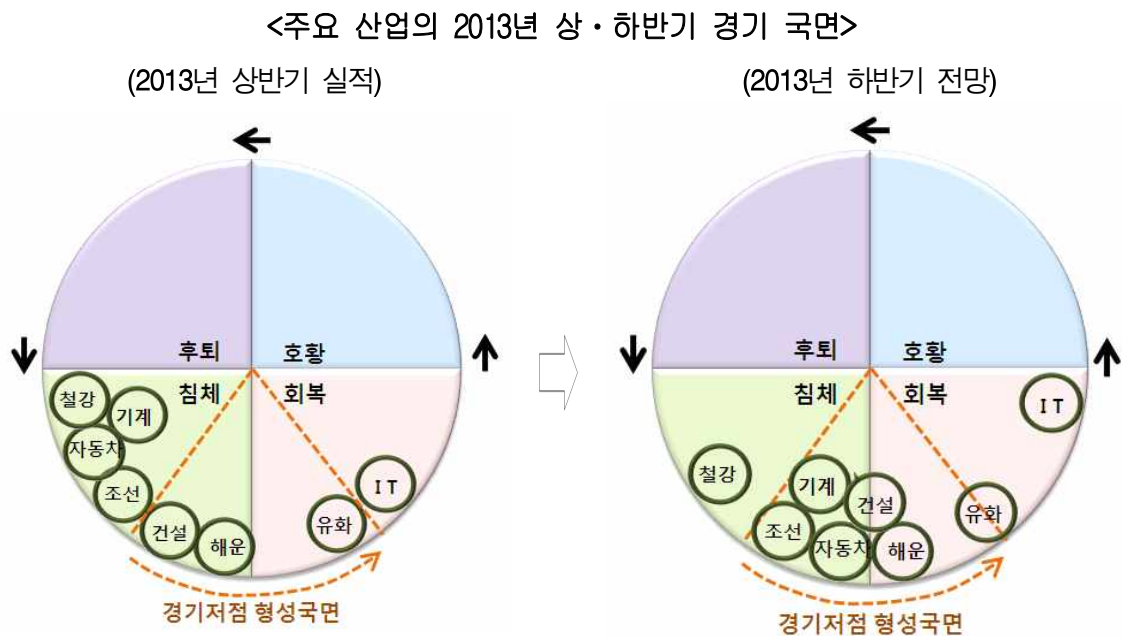 <주요 산업의 2013년 상·하반기 경기 국면>
(2013년 상반기 실적)
(2013년 하반기 전망)
후퇴
호황
침체
회복
철강
기계
자동차
조선
건설
해운
유화
IT
경기저점 형성국면
후퇴
호황
침체
회복
IT
철강
기계
건설
유화
조선
자동차
해운
경기저점 형성국면